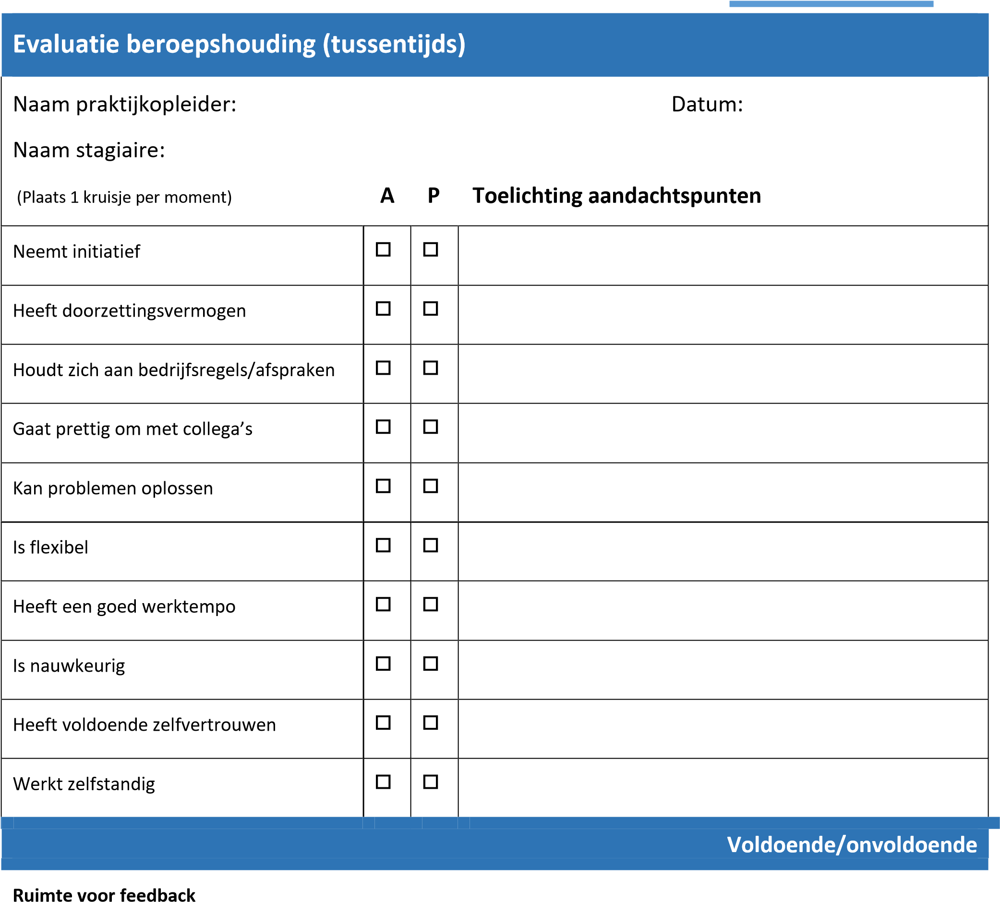 Evaluatie beroepshouding (tussentijds)
Naam praktijkopleider: Datum:
Naam stagiaire:
(Plaats 1 kruisje per moment) A P Toelichting aandachtspunten
Neemt initiatief
Heeft doorzettingsvermogen
Houdt zich aan bedrijfsregels/afspraken
Gaat prettig om met collega’s
Kan problemen oplossen
Is flexibel
Heeft een goed werktempo
Is nauwkeurig
Heeft voldoende zelfvertrouwen
Werkt zelfstandig
Voldoende/onvoldoende
Ruimte voor feedback